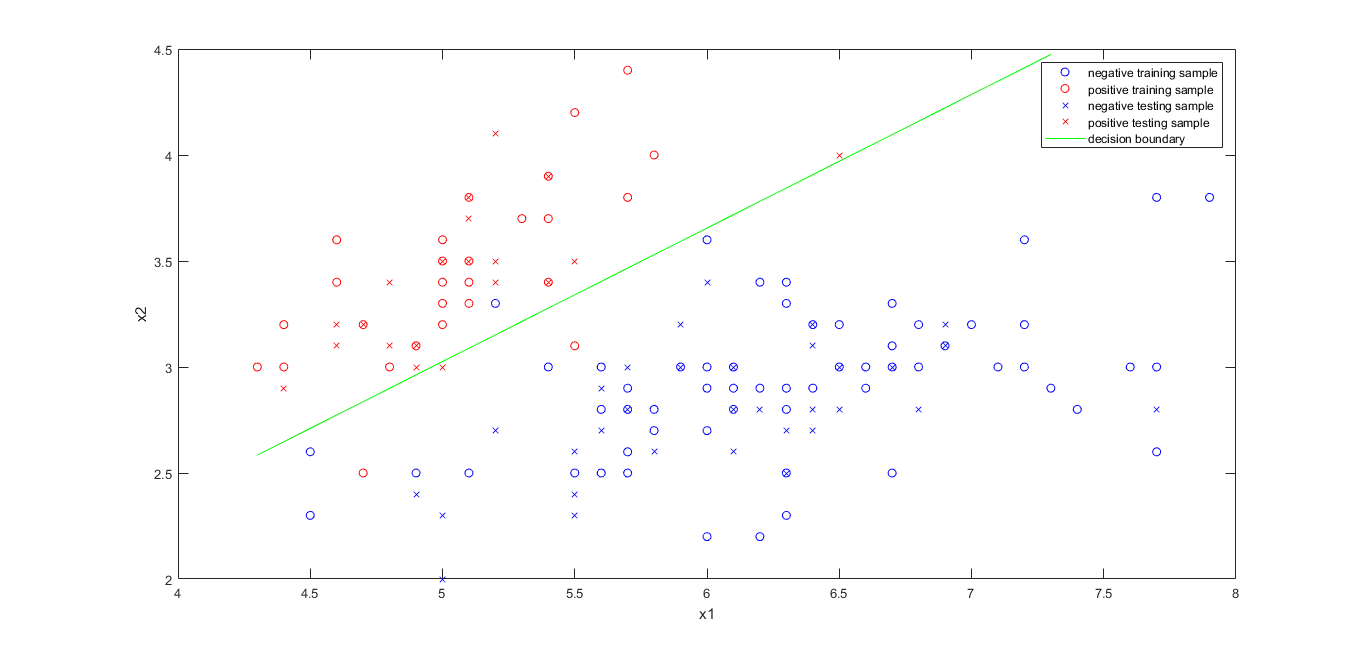 4.5
4
3.5
3
2.5
2
x2
4
4.5
5
5.5
6
6.5
7
7.5
8
x1
negative training sample
positive training sample
negative testing sample
positive testing sample
decision boundary